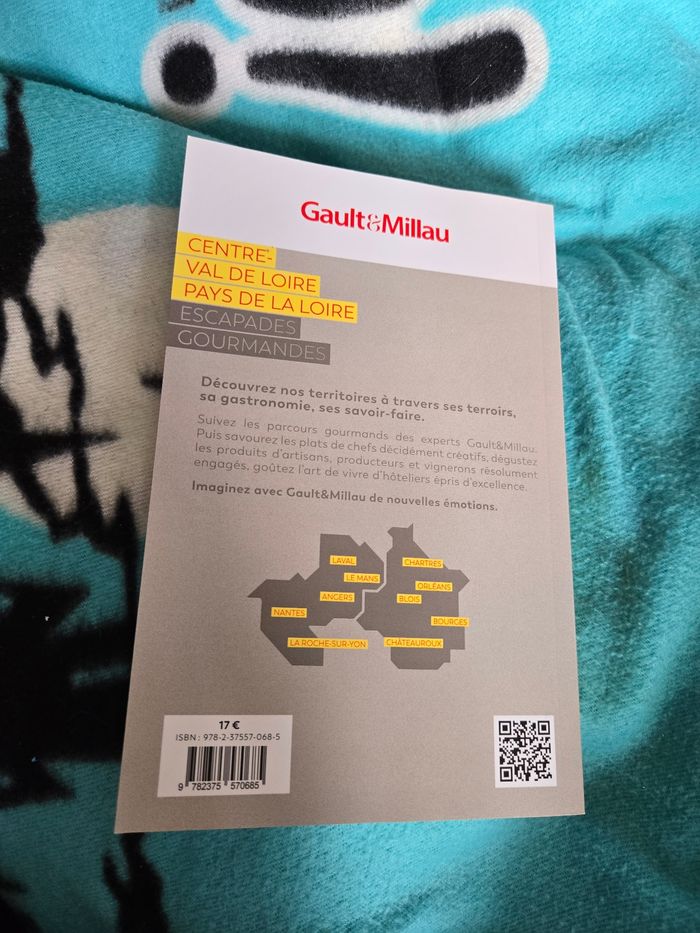 Gault&Millau
CENTRE-
VAL DE LOIRE
PAYS DE LA LOIRE
ESCAPADES
GOURMANDES
Découvrez nos territoires à travers ses terroirs,
sa gastronomie, ses savoir-faire.
Suivez les parcours gourmands des experts Gault&Millau.
Puis savourez les plats de chefs décidément créatifs, dégustez
les produits d'artisans, producteurs et vignerons résolument
engagés, goûtez l'art de vivre d'hôteliers épris d'excellence.
Imaginez avec Gault&Millau de nouvelles émotions.
LAVAL
CHARTRES
LE MANS
ORLÉANS
ANGERS
BLOIS
NANTES
BOURGES
LA ROCHE-SUR-YON
CHÂTEAUROUX
17 €
ISBN : 978-2-37557-068-5
9 782375 570685